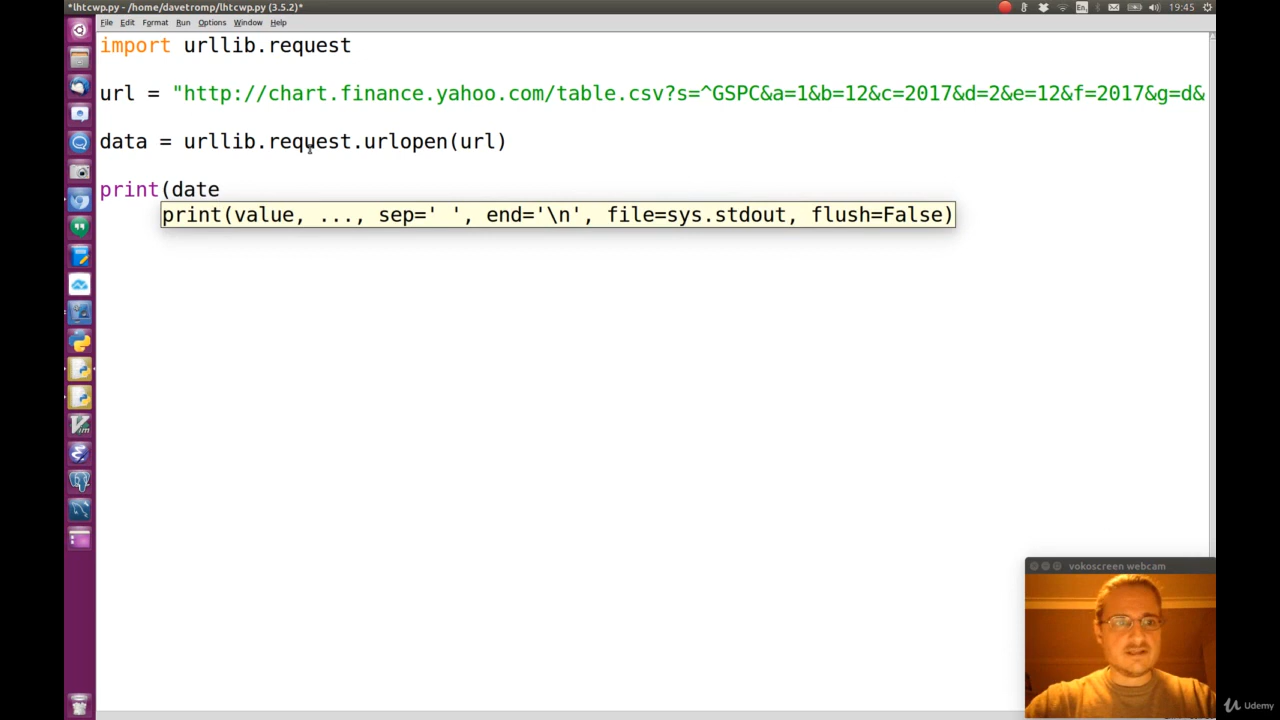 *lhtcwp.py - /home/davetromp/lhtcwp.py (3.5.2)*
En
19:45
File Edit Format Run Options Window Help
import urllib.request
url = "http://chart.finance.yahoo.com/table.csv?s=^GSPC&a=1&b=12&c=2017&d=2&e=12&f=2017&g=d&
data = urllib.request.urlopen(url)
print(date
print(value, ..., sep=' ', end='\n', file=sys.stdout, flush=False)
vokoscreen webcam
Udemy